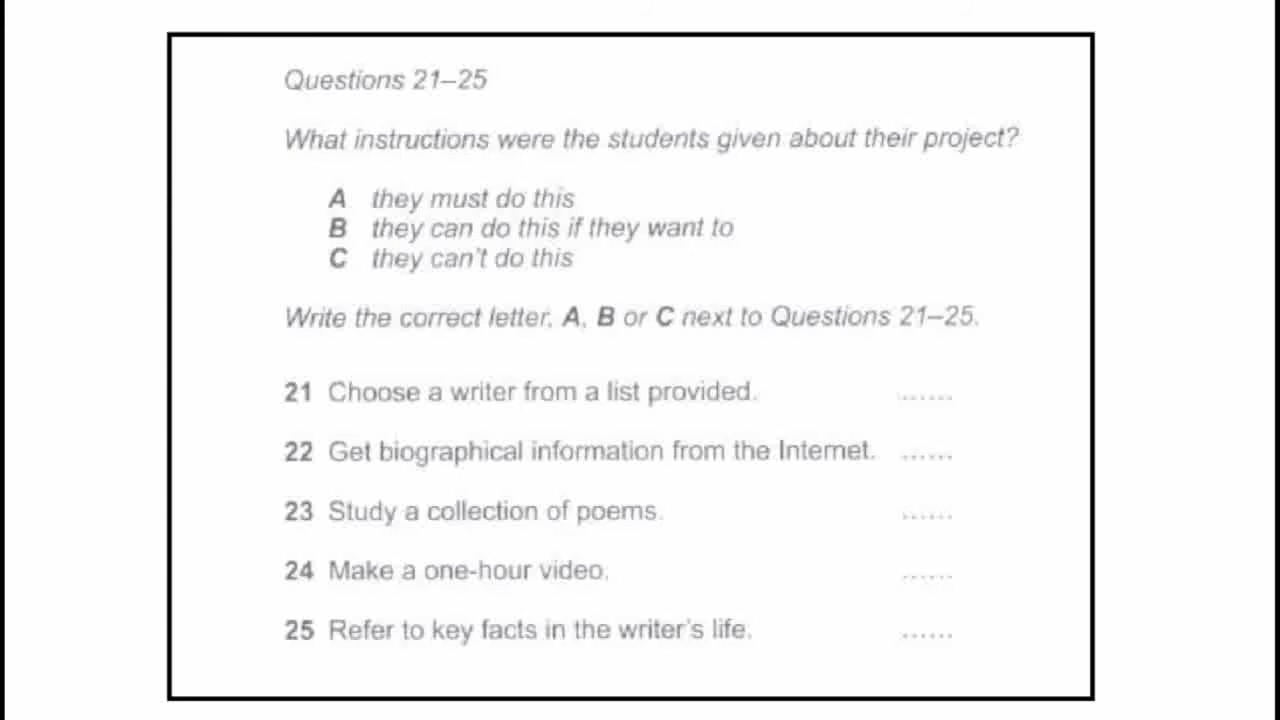 Questions 21–25
What instructions were the students given about their project?
A they must do this
B they can do this if they want to
C they can't do this
Write the correct letter, A, B or C next to Questions 21–25.
21 Choose a writer from a list provided. ......
22 Get biographical information from the Internet. ......
23 Study a collection of poems. ......
24 Make a one-hour video. ......
25 Refer to key facts in the writer's life. ......